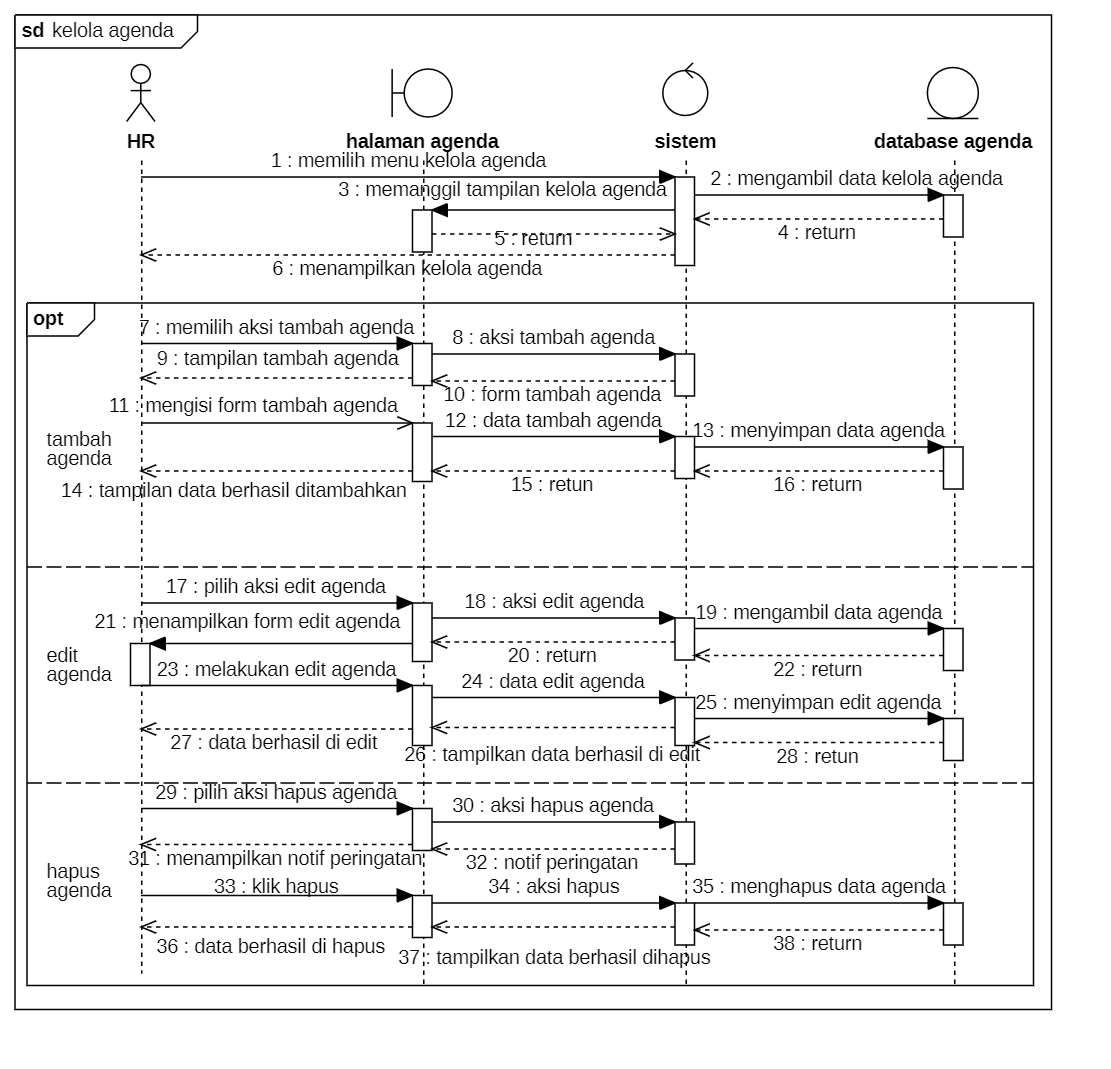 sd kelola agenda
HR
halaman agenda
sistem
database agenda
1 : memilih menu kelola agenda
2 : mengambil data kelola agenda
3 : memanggil tampilan kelola agenda
4 : return
5 : return
6 : menampilkan kelola agenda
opt
7 : memilih aksi tambah agenda
8 : aksi tambah agenda
9 : tampilan tambah agenda
10 : form tambah agenda
11 : mengisi form tambah agenda
12 : data tambah agenda
13 : menyimpan data agenda
tambah
agenda
14 : tampilan data berhasil ditambahkan
15 : retun
16 : return
17 : pilih aksi edit agenda
18 : aksi edit agenda
19 : mengambil data agenda
21 : menampilkan form edit agenda
20 : return
22 : return
edit
agenda
23 : melakukan edit agenda
24 : data edit agenda
25 : menyimpan edit agenda
27 : data berhasil di edit
26 : tampilkan data berhasil di edit
28 : retun
29 : pilih aksi hapus agenda
30 : aksi hapus agenda
31 : menampilkan notif peringatan
32 : notif peringatan
hapus
agenda
33 : klik hapus
34 : aksi hapus
35 : menghapus data agenda
36 : data berhasil di hapus
37 : tampilkan data berhasil dihapus
38 : return